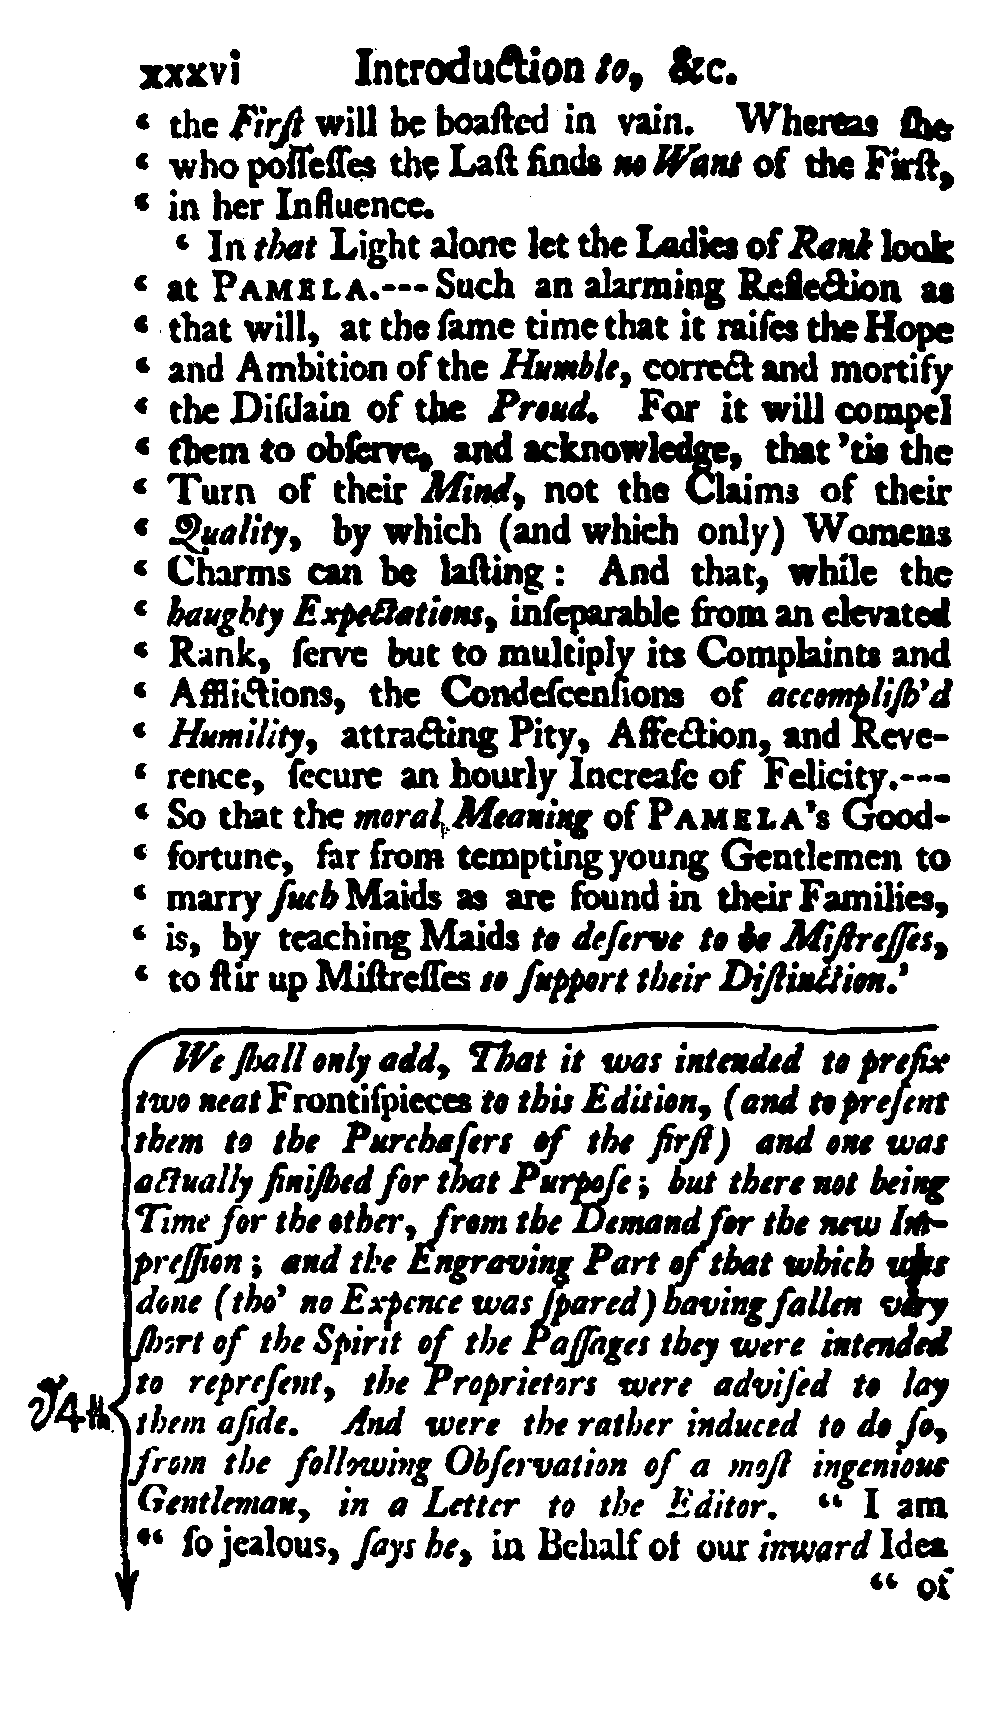 xxxvi Introduction to, &c.
‘ the Firſt will be boaſted in vain. Whereas ſhe
‘ who poſſeſſes the Laſt finds no Want of the Firſt,
‘ in her Influence.
‘ In that Light alone let the Ladies of Rank look
‘ at PAMELA.---Such an alarming Reflection as
‘ that will, at the ſame time that it raiſes the Hope
‘ and Ambition of the Humble, correct and mortify
‘ the Diſdain of the Proud. For it will compel
‘ them to obſerve, and acknowledge, that ’tis the
‘ Turn of their Mind, not the Claims of their
‘ Quality, by which (and which only) Womens
‘ Charms can be laſting: And that, while the
‘ haughty Expectations, inſeparable from an elevated
‘ Rank, ſerve but to multiply its Complaints and
‘ Afflictions, the Condeſcenſions of accompliſh’d
‘ Humility, attracting Pity, Affection, and Reve-
‘ rence, ſecure an hourly Increaſe of Felicity.---
‘ So that the moral Meaning of PAMELA’s Good-
‘ fortune, far from tempting young Gentlemen to
‘ marry ſuch Maids as are found in their Families,
‘ is, by teaching Maids to deſerve to be Miſtreſſes,
‘ to ſtir up Miſtreſſes to ſupport their Diſtinction.’
We ſhall only add, That it was intended to prefix
two neat Frontiſpieces to this Edition, (and to preſent
them to the Purchaſers of the firſt) and one was
actually finiſhed for that Purpoſe; but there not being
Time for the other, from the Demand for the new Im-
preſſion; and the Engraving Part of that which was
done (tho’ no Expence was ſpared) having fallen very
ſhort of the Spirit of the Paſſages they were intended
to repreſent, the Proprietors were adviſed to lay
them aſide. And were the rather induced to do ſo,
from the following Obſervation of a moſt ingenious
Gentleman, in a Letter to the Editor. “ I am
“ ſo jealous, ſays he, in Behalf of our inward Idea
“ of